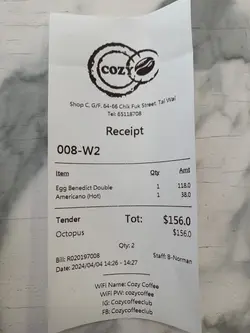 COZY
Shop C, G/F, 64-66 Chik Fuk Street, Tai Wai
Tel: 65118708
Receipt
008-W2
Item Qty Amt
Egg Benedict Double 1 118.0
Americano (Hot) 1 38.0
Tender Tot: $156.0
Octopus $156.0
Qty: 2
Bill: R020197008 Staff: B-Norman
Date: 2024/04/04 14:26 - 14:27
WiFi Name: Cozy Coffee
WiFi PW: cozycoffee
IG: Cozycoffeeclub
FB: Cozycoffeeclub